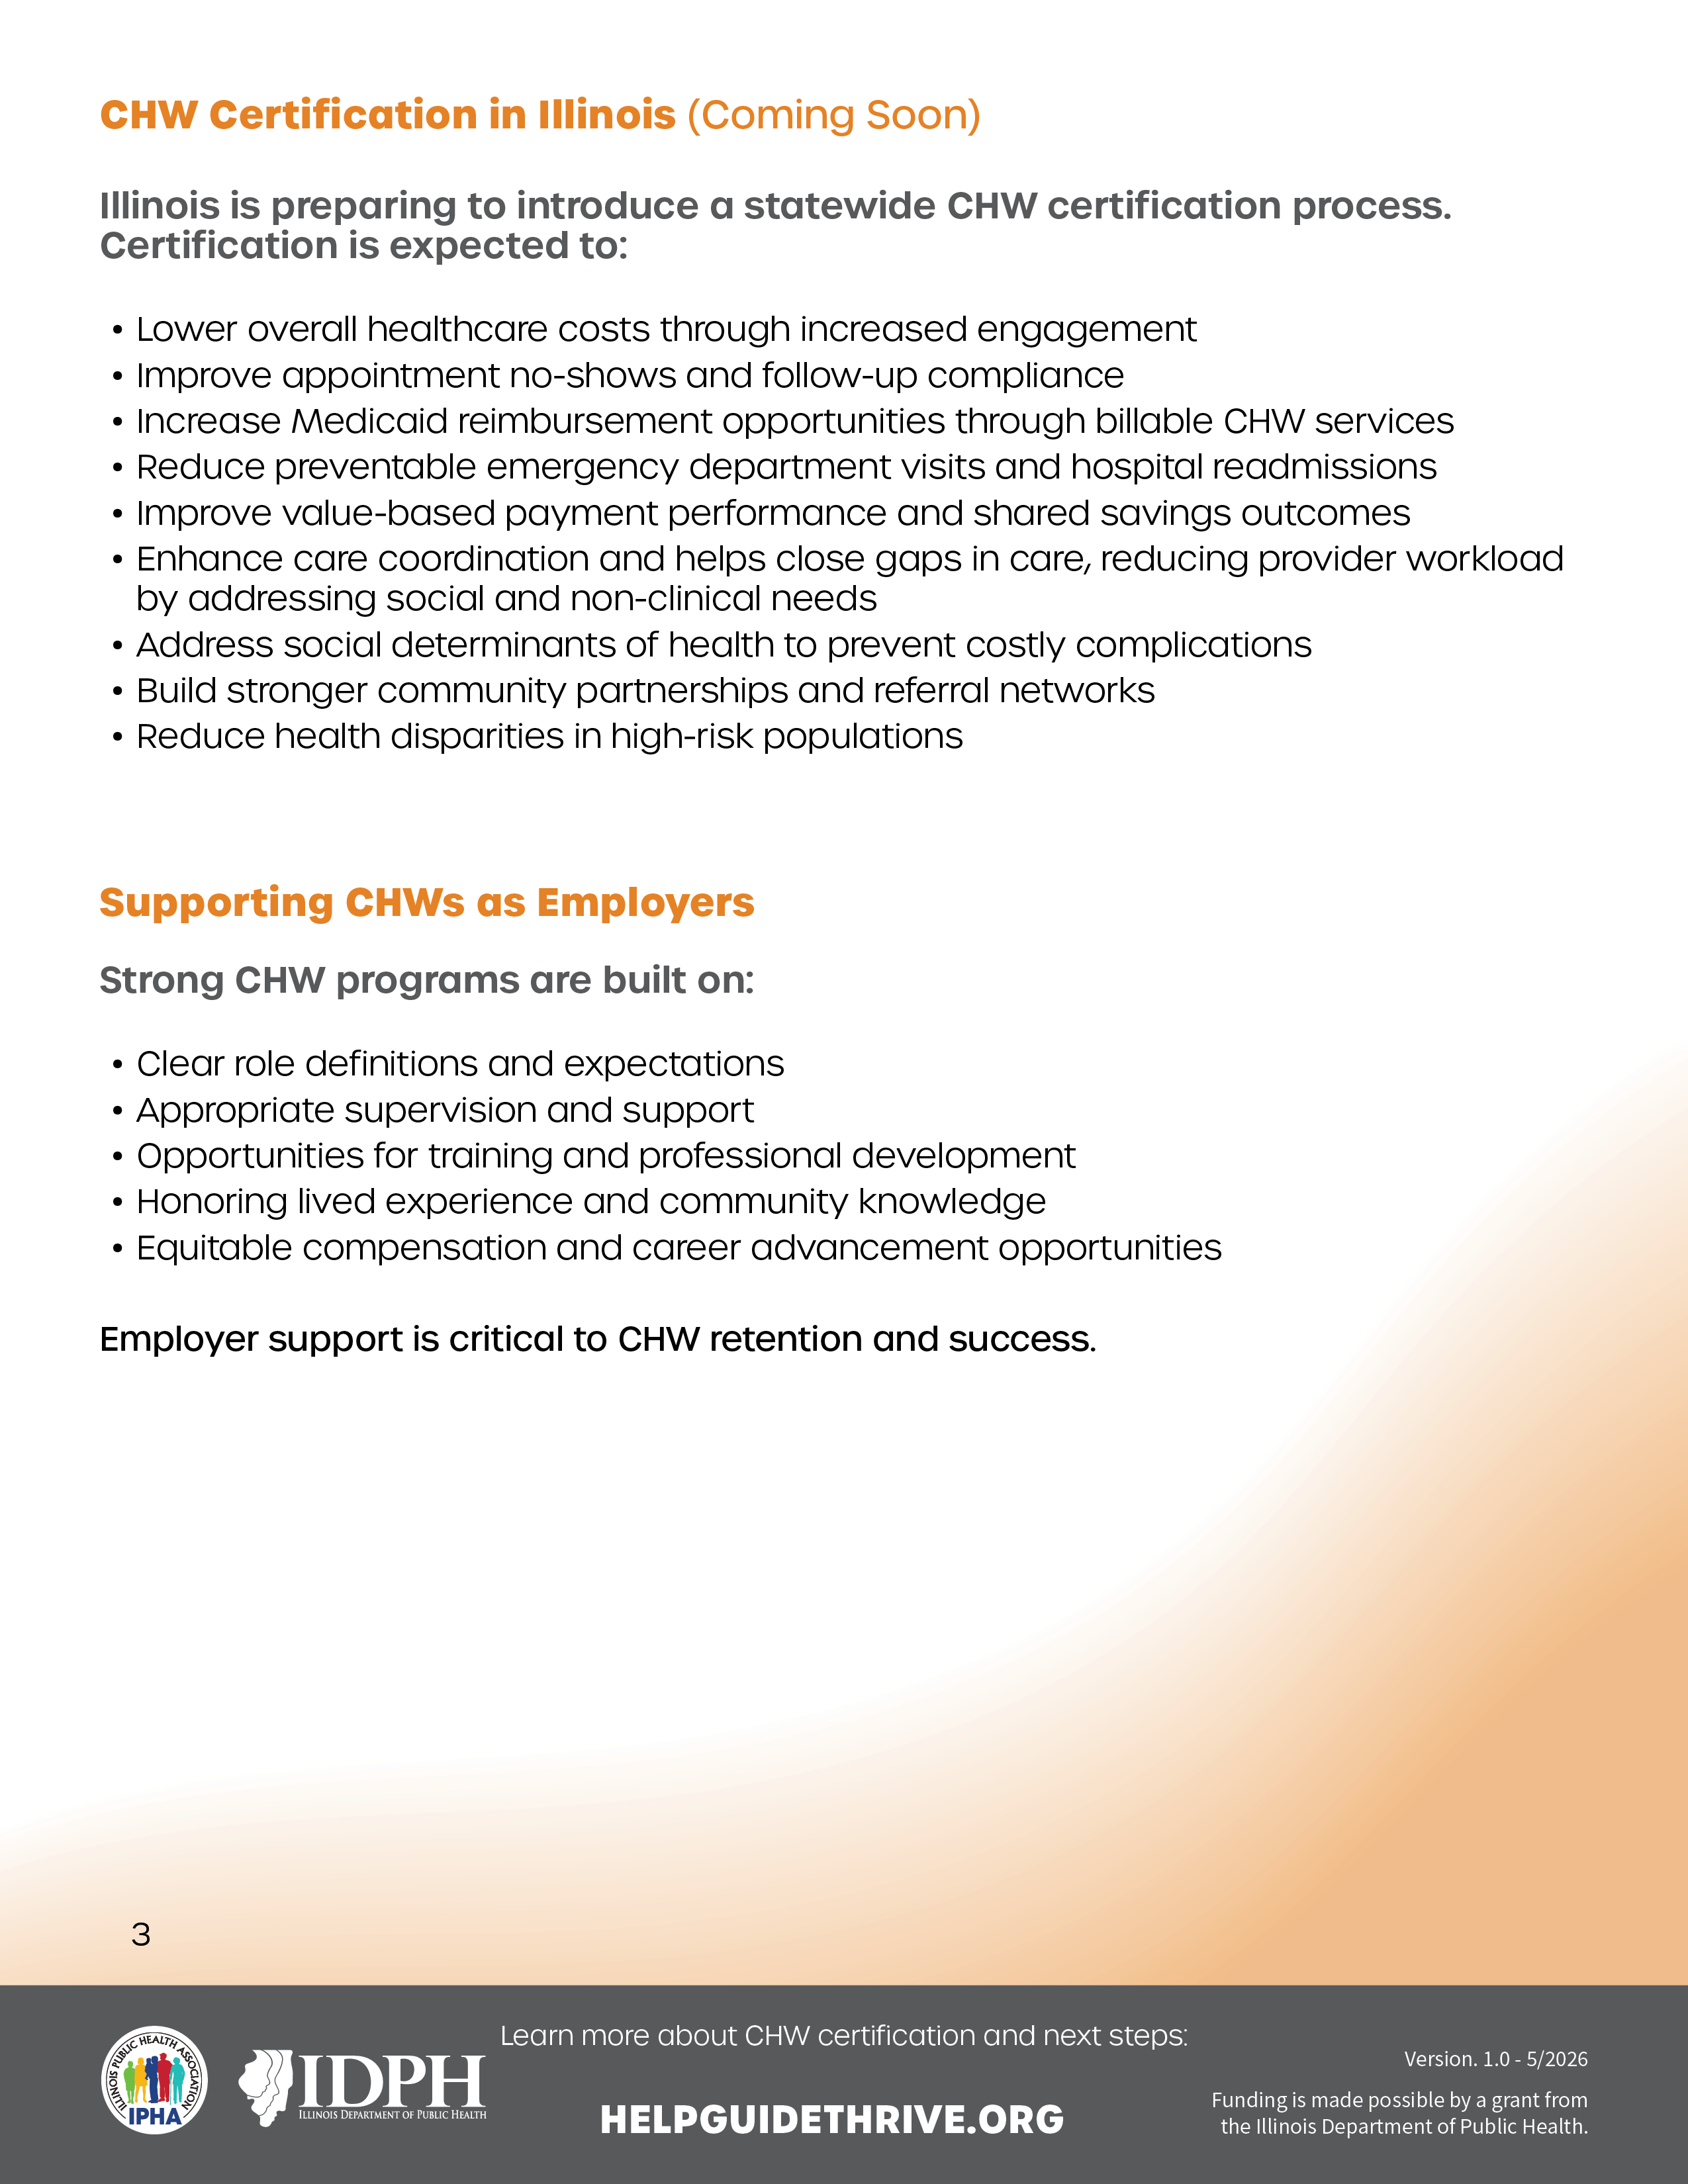 CHW Certification in Illinois (Coming Soon)
Illinois is preparing to introduce a statewide CHW certification process.
Certification is expected to:
• Lower overall healthcare costs through increased engagement
• Improve appointment no-shows and follow-up compliance
• Increase Medicaid reimbursement opportunities through billable CHW services
• Reduce preventable emergency department visits and hospital readmissions
• Improve value-based payment performance and shared savings outcomes
• Enhance care coordination and helps close gaps in care, reducing provider workload
by addressing social and non-clinical needs
• Address social determinants of health to prevent costly complications
• Build stronger community partnerships and referral networks
• Reduce health disparities in high-risk populations
Supporting CHWs as Employers
Strong CHW programs are built on:
• Clear role definitions and expectations
• Appropriate supervision and support
• Opportunities for training and professional development
• Honoring lived experience and community knowledge
• Equitable compensation and career advancement opportunities
Employer support is critical to CHW retention and success.
3
ILLINOIS PUBLIC HEALTH ASSOCIATION
IPHA
IDPH
ILLINOIS DEPARTMENT OF PUBLIC HEALTH
Learn more about CHW certification and next steps:
HELPGUIDETHRIVE.ORG
Version. 1.0 - 5/2026
Funding is made possible by a grant from
the Illinois Department of Public Health.